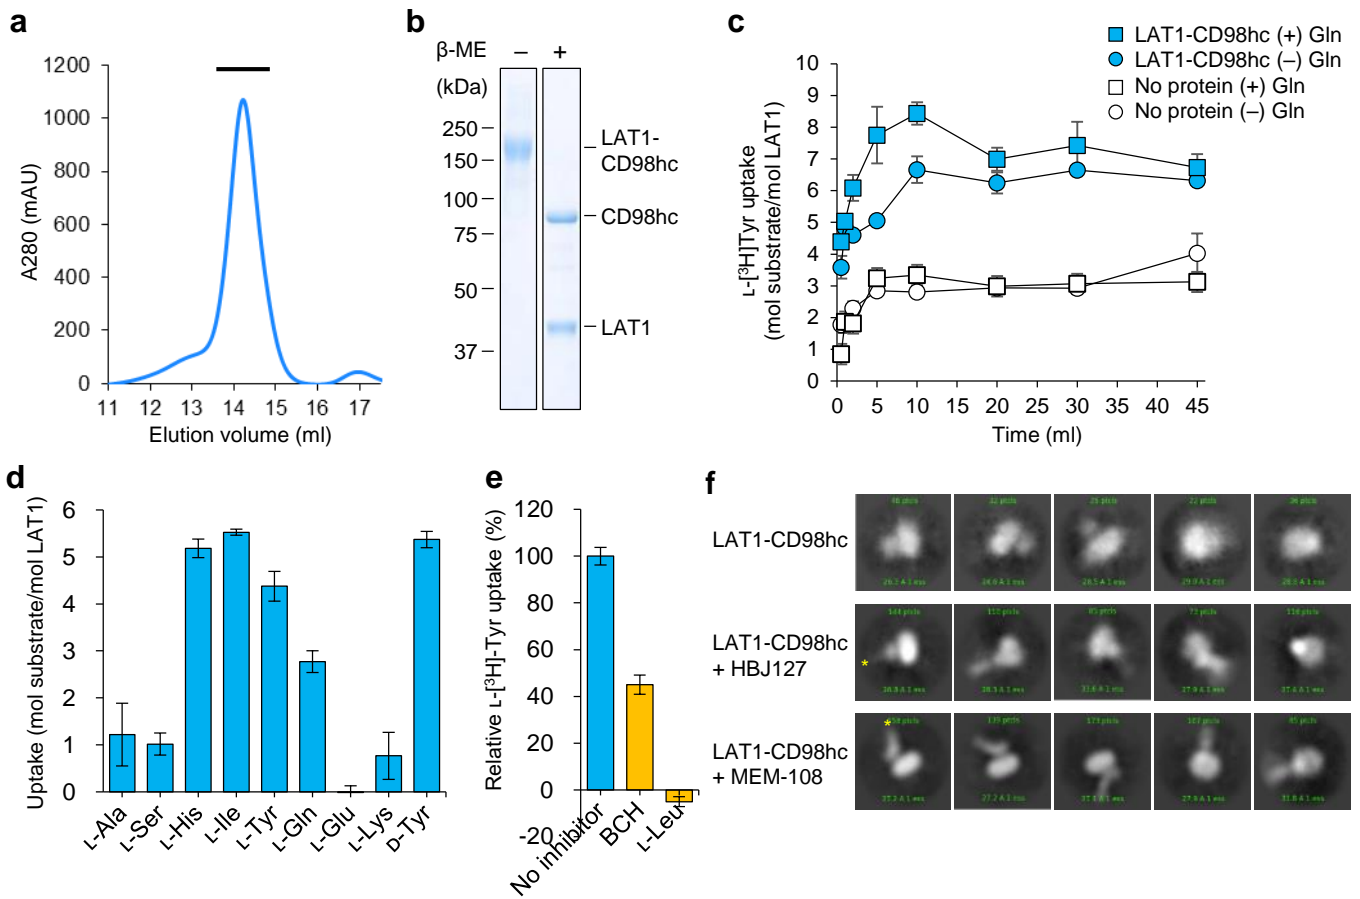 a
1200
1000
800
600
400
200
0
A280 (mAU)
11 12 13 14 15 16 17
Elution volume (ml)
b
β-ME – +
(kDa)
250
150
100
75
50
37
LAT1-
CD98hc
CD98hc
LAT1
c
LAT1-CD98hc (+) Gln
LAT1-CD98hc (–) Gln
No protein (+) Gln
No protein (–) Gln
10
9
8
7
6
5
4
3
2
1
0
L-[³H]Tyr uptake
(mol substrate/mol LAT1)
0 5 10 15 20 25 30 35 40 45
Time (ml)
d
Uptake (mol substrate/mol LAT1)
6
5
4
3
2
1
0
L-Ala
L-Ser
L-His
L-Ile
L-Tyr
L-Gln
L-Glu
L-Lys
D-Tyr
e
Relative L-[³H]-Tyr uptake (%)
120
100
80
60
40
20
0
-20
No inhibitor
BCH
L-Leu
f
LAT1-CD98hc
LAT1-CD98hc
+ HBJ127
*
LAT1-CD98hc
+ MEM-108
*